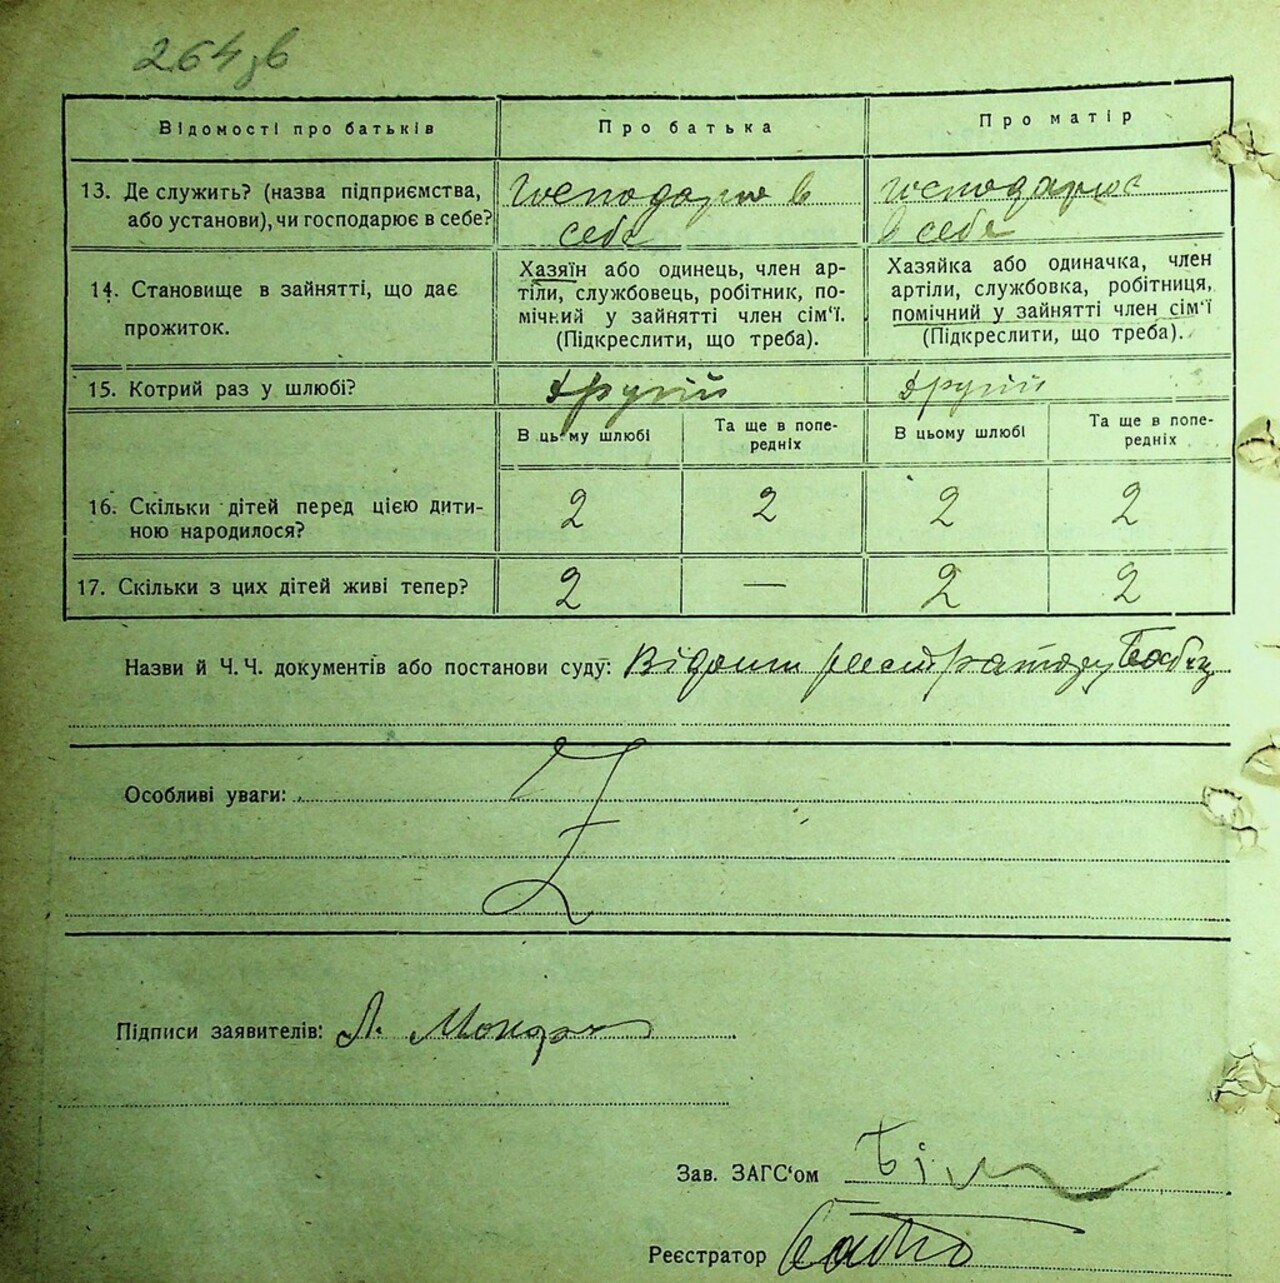 264 зв
Відомості про батьків
Про батька
Про матір
13. Де служить? (назва підприємства,
або установи), чи господарює в себе?
господарює в
себе
господарює
в себе
14. Становище в зайнятті, що дає
прожиток.
Хазяїн або одинець, член ар-
тіли, службовець, робітник, по-
мічний у зайнятті член сім‘ї.
(Підкреслити, що треба).
Хазяйка або одиначка, член
артіли, службовка, робітниця,
помічний у зайнятті член сім‘ї
(Підкреслити, що треба).
15. Котрий раз у шлюбі?
другий
другий
В цьому шлюбі
Та ще в попе-
редніх
В цьому шлюбі
Та ще в попе-
редніх
16. Скільки дітей перед цією дити-
ною народилося?
2
2
2
2
17. Скільки з цих дітей живі тепер?
2
—
2
2
Назви й Ч. Ч. документів або постанови суду:
Особливі уваги:
Підписи заявителів:
Зав. ЗАГС‘ом
Реєстратор